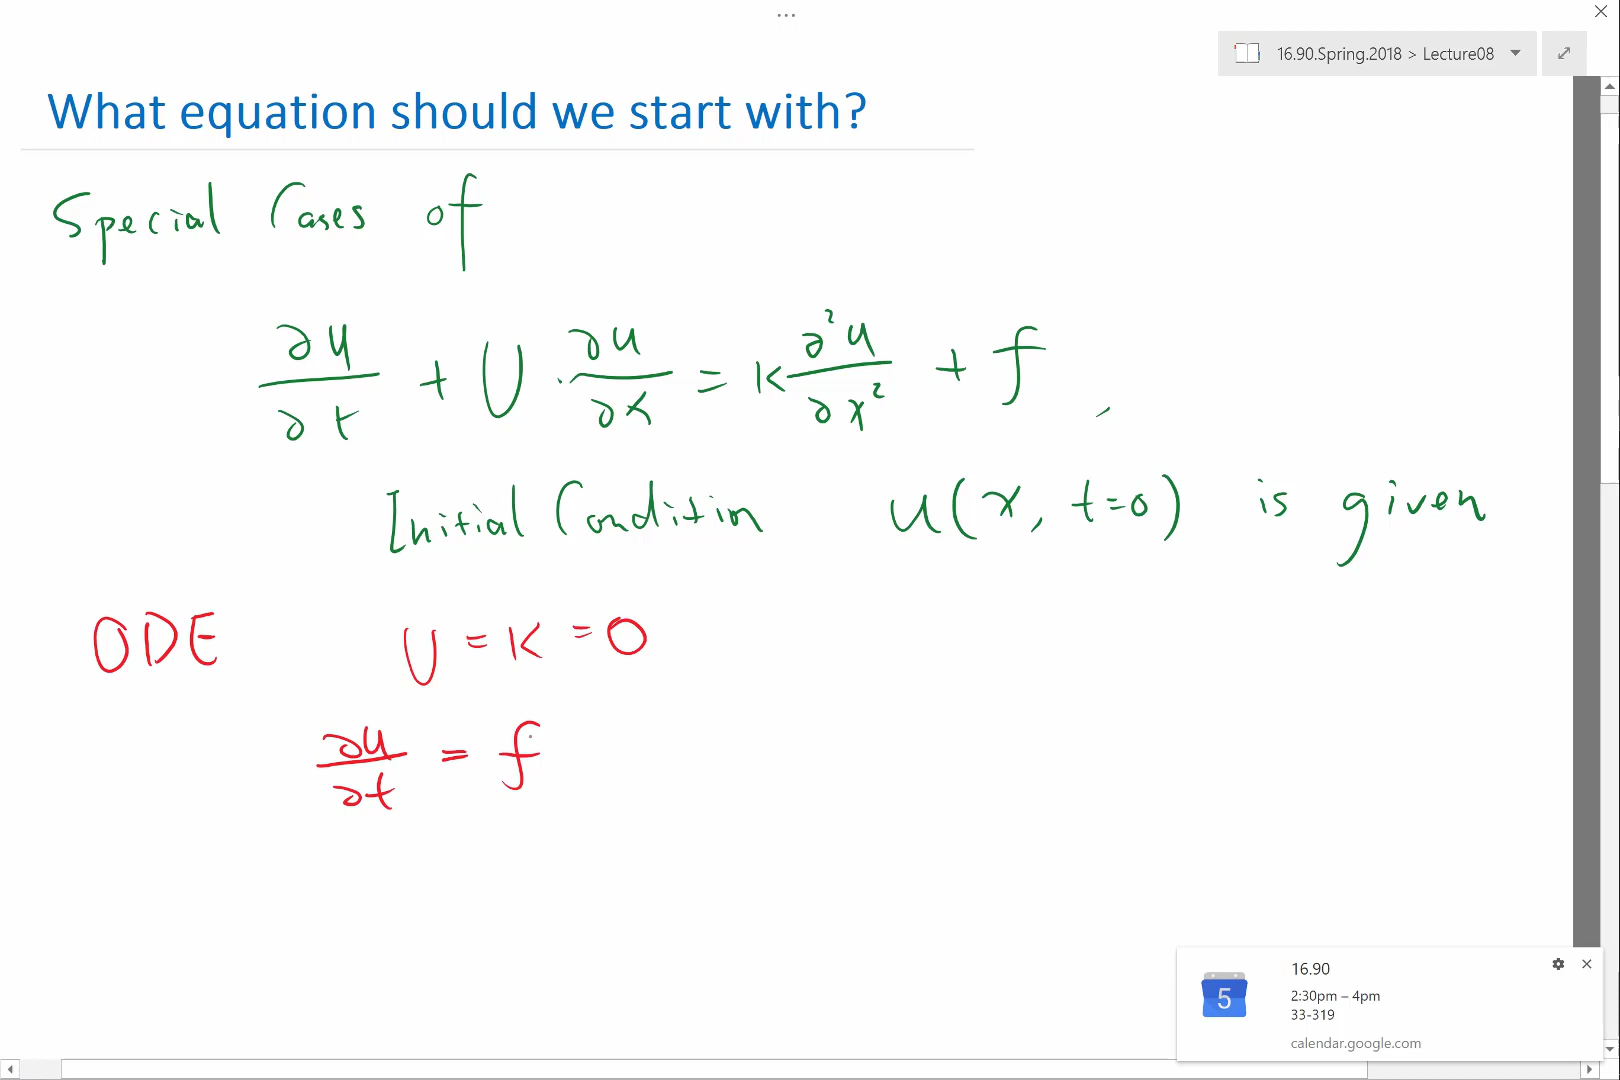 ...
16.90.Spring.2018 > Lecture08
What equation should we start with?
Special Cases of
∂u/∂t + U · ∂u/∂x = κ ∂²u/∂x² + f ,
Initial Condition u(x, t=0) is given
ODE U = κ = 0
∂u/∂t = f
16.90
5
2:30pm – 4pm
33-319
calendar.google.com